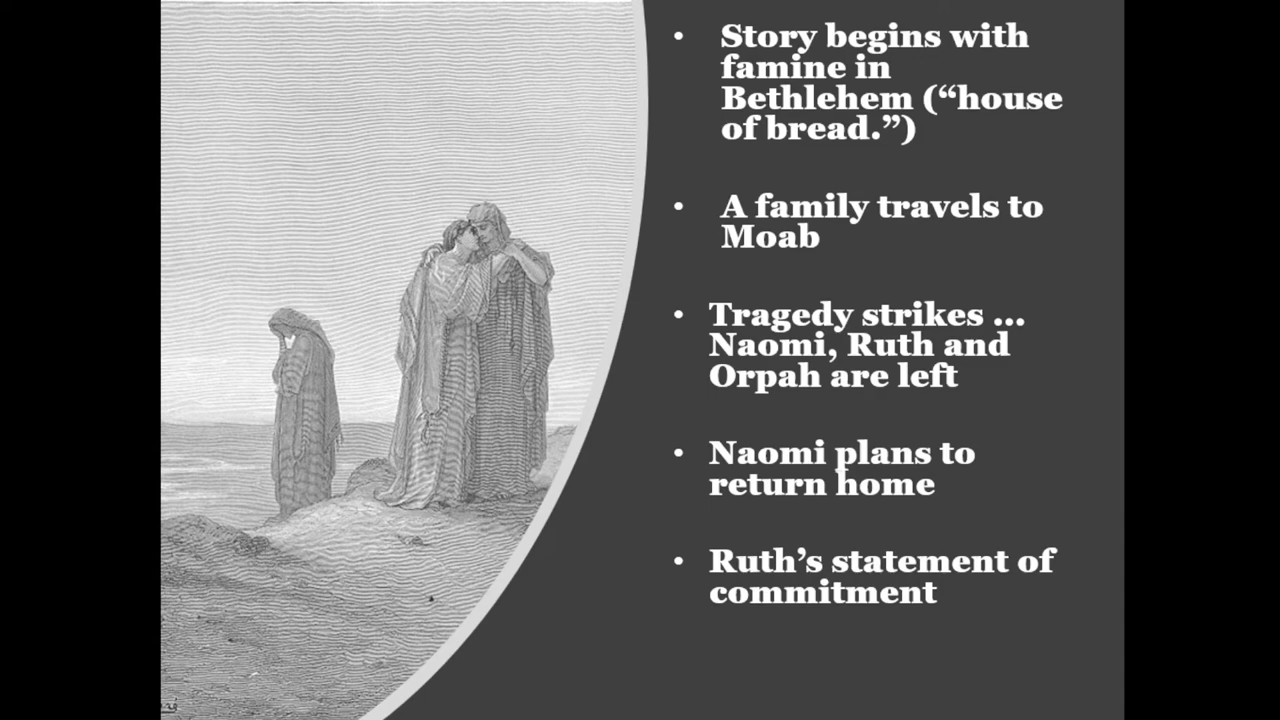 • Story begins with
famine in
Bethlehem (“house
of bread.”)
• A family travels to
Moab
• Tragedy strikes ...
Naomi, Ruth and
Orpah are left
• Naomi plans to
return home
• Ruth’s statement of
commitment